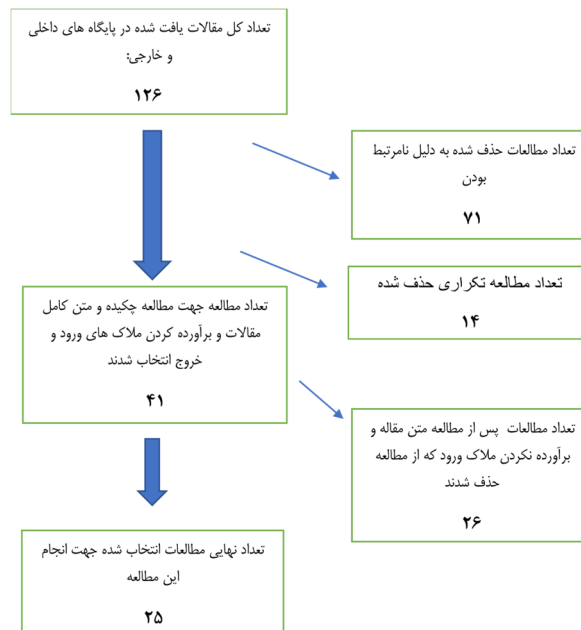 تعداد کل مقالات یافت شده در پایگاه های داخلی
و خارجی:
۱۲۶
تعداد مطالعات حذف شده به دلیل نامرتبط
بودن
۷۱
تعداد مطالعه تکراری حذف شده
۱۴
تعداد مطالعه جهت مطالعه چکیده و متن کامل
مقالات و برآورده کردن ملاک های ورود و
خروج انتخاب شدند
۴۱
تعداد مطالعات پس از مطالعه متن مقاله و
برآورده نکردن ملاک ورود که از مطالعه
حذف شدند
۲۶
تعداد نهایی مطالعات انتخاب شده جهت انجام
این مطالعه
۲۵